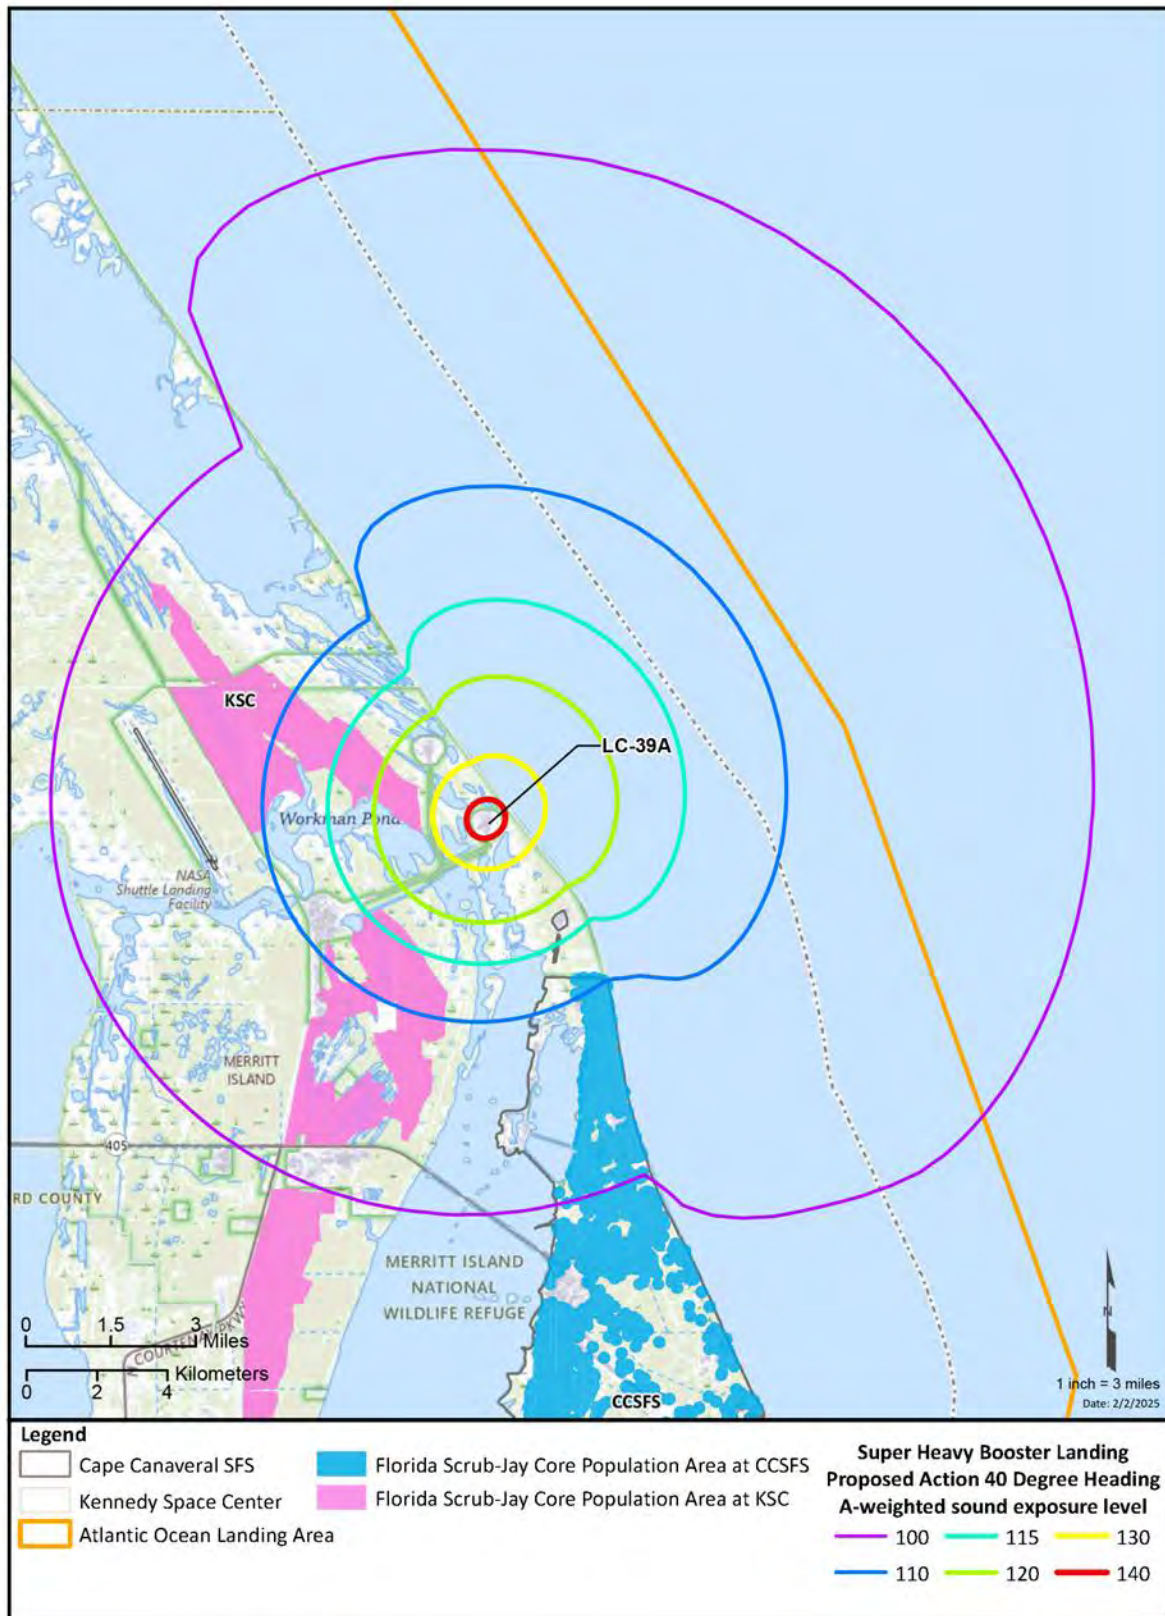 LC-39A
KSC
Workman Pond
NASA
Shuttle Landing
Facility
MERRITT
ISLAND
405
RD COUNTY
MERRITT ISLAND
NATIONAL
WILDLIFE REFUGE
N COURTENAY PKWY
0 1.5 3
Miles
Kilometers
0 2 4
CCSFS
N
1 inch = 3 miles
Date: 2/2/2025
Legend
Cape Canaveral SFS
Kennedy Space Center
Atlantic Ocean Landing Area
Florida Scrub-Jay Core Population Area at CCSFS
Florida Scrub-Jay Core Population Area at KSC
Super Heavy Booster Landing
Proposed Action 40 Degree Heading
A-weighted sound exposure level
100 115 130
110 120 140